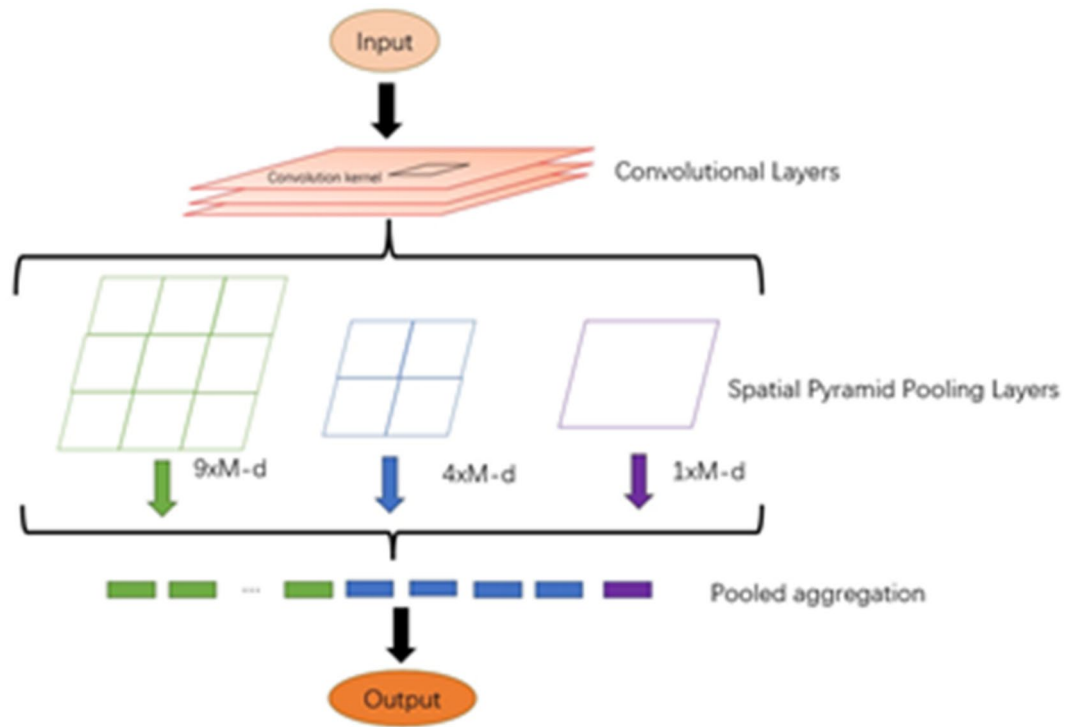 Input
Convolution kernel
Convolutional Layers
Spatial Pyramid Pooling Layers
9xM-d
4xM-d
1xM-d
...
Pooled aggregation
Output